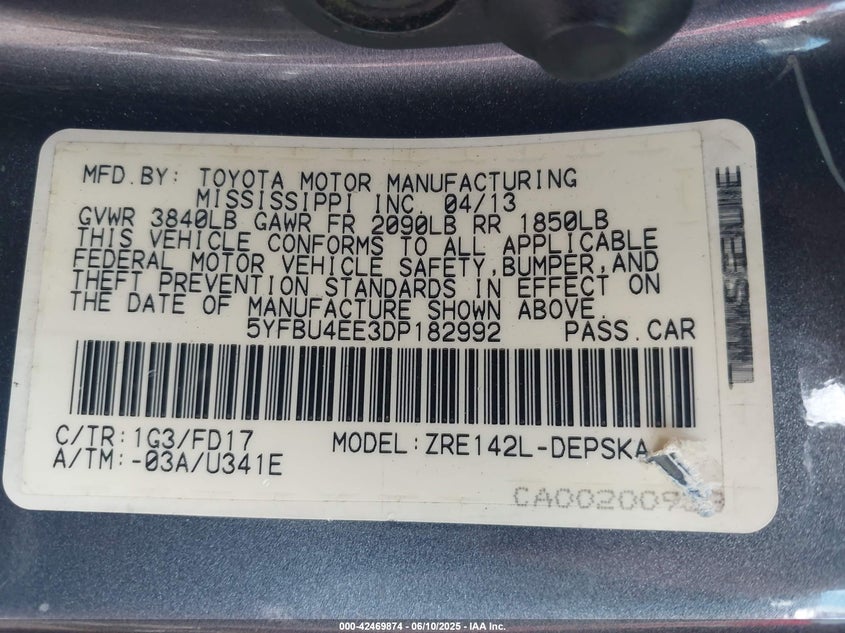 MFD.BY: TOYOTA MOTOR MANUFACTURING
MISSISSIPPI INC. 04/13
GVWR 3840LB GAWR FR 2090LB RR 1850LB
THIS VEHICLE CONFORMS TO ALL APPLICABLE
FEDERAL MOTOR VEHICLE SAFETY,BUMPER,AND
THEFT PREVENTION STANDARDS IN EFFECT ON
THE DATE OF MANUFACTURE SHOWN ABOVE.
5YFBU4EE3DP182992 PASS.CAR
C/TR:1G3/FD17 MODEL:ZRE142L-DEPSKA
A/TM:-03A/U341E
000-42469874 - 06/10/2025 - IAA Inc.